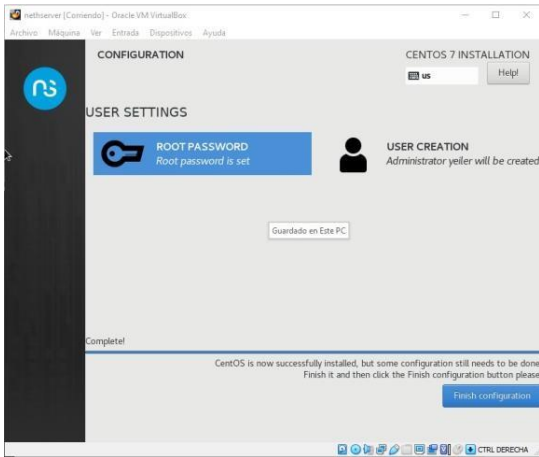 nethserver [Corriendo] - Oracle VM VirtualBox
Archivo Máquina Ver Entrada Dispositivos Ayuda
CONFIGURATION
CENTOS 7 INSTALLATION
us
Help!
ns
USER SETTINGS
ROOT PASSWORD
Root password is set
USER CREATION
Administrator yeiler will be created
Guardado en Este PC
Complete!
CentOS is now successfully installed, but some configuration still needs to be done
Finish it and then click the Finish configuration button please
Finish configuration
CTRL DERECHA